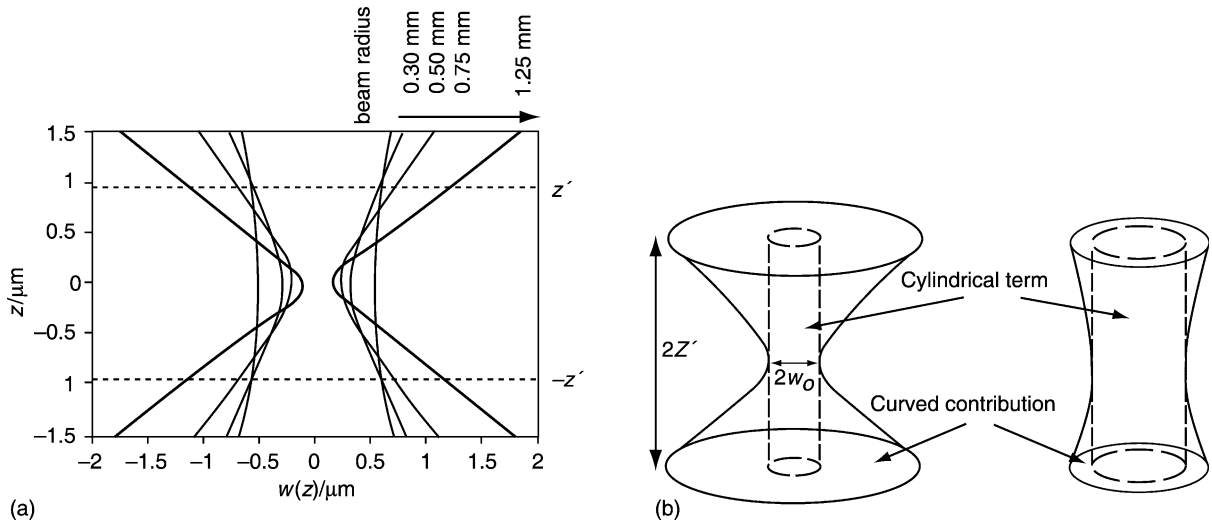 beam radius
0.30 mm
0.50 mm
0.75 mm
1.25 mm
1.5
1
0.5
0
–0.5
1
–1.5
z/μm
z´
–z´
–2
–1.5
–1
–0.5
0
0.5
1
1.5
2
w(z)/μm
(a)
2Z´
2wo
Cylindrical term
Curved contribution
(b)